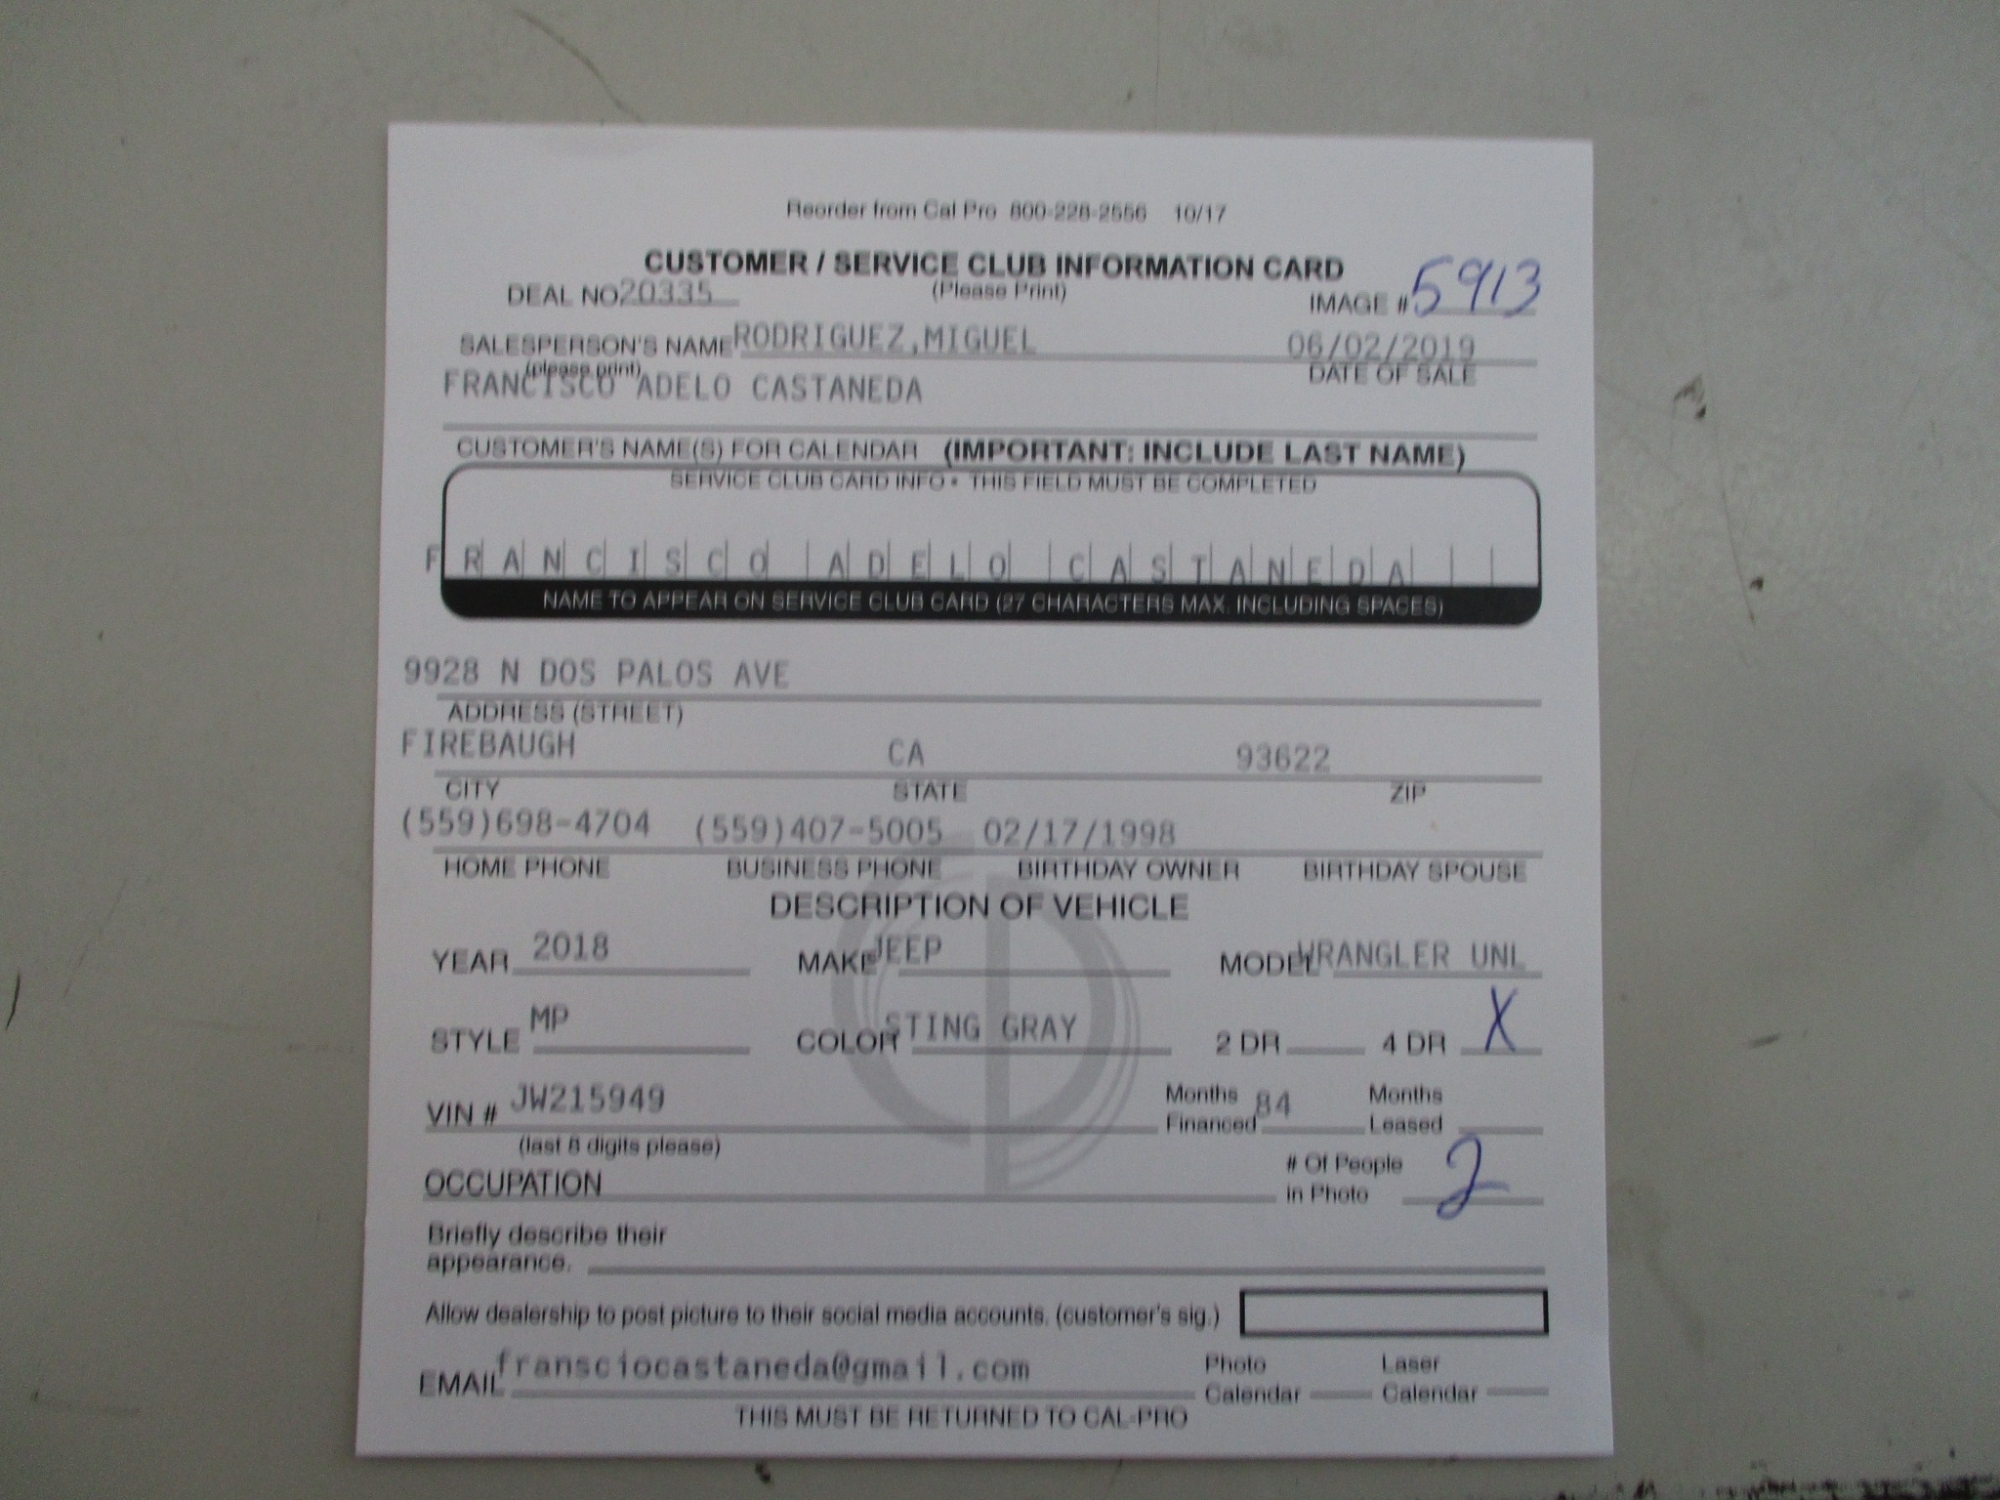 Reorder from Cal Pro 800-228-2556 10/17
CUSTOMER / SERVICE CLUB INFORMATION CARD
DEAL NO 20335 (Please Print) IMAGE # 5913
SALESPERSON'S NAME RODRIGUEZ,MIGUEL 06/02/2019
(please print) DATE OF SALE
FRANCISCO ADELO CASTANEDA
CUSTOMER'S NAME(S) FOR CALENDAR (IMPORTANT: INCLUDE LAST NAME)
SERVICE CLUB CARD INFO • THIS FIELD MUST BE COMPLETED
FRANCISCO ADELO CASTANEDA
NAME TO APPEAR ON SERVICE CLUB CARD (27 CHARACTERS MAX. INCLUDING SPACES)
9928 N DOS PALOS AVE
ADDRESS (STREET)
FIREBAUGH CA 93622
CITY STATE ZIP
(559)698-4704 (559)407-5005 02/17/1998
HOME PHONE BUSINESS PHONE BIRTHDAY OWNER BIRTHDAY SPOUSE
DESCRIPTION OF VEHICLE
YEAR 2018 MAKE JEEP MODEL WRANGLER UNL
STYLE MP COLOR STING GRAY 2 DR 4 DR X
VIN # JW215949 Months Financed 84 Months Leased
(last 8 digits please)
OCCUPATION # Of People in Photo 2
Briefly describe their
appearance.
Allow dealership to post picture to their social media accounts. (customer's sig.)
EMAIL fransciocastaneda@gmail.com Photo Calendar Laser Calendar
THIS MUST BE RETURNED TO CAL-PRO